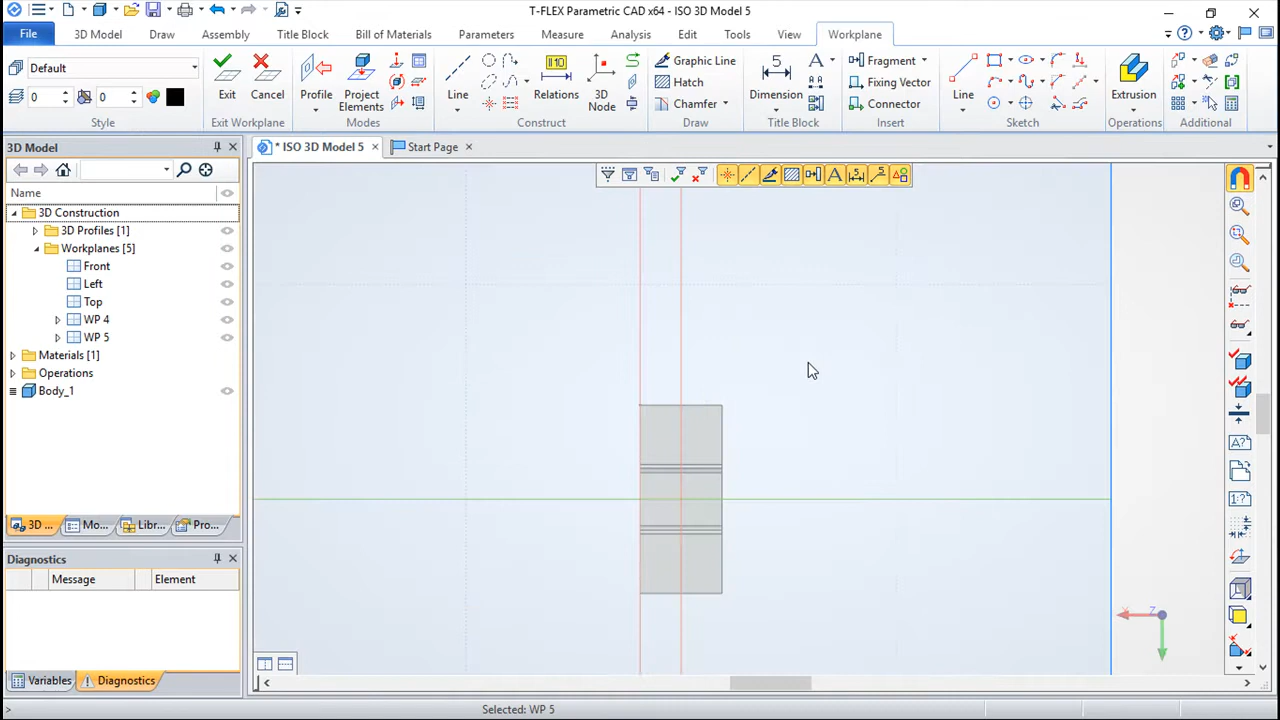 T-FLEX Parametric CAD x64 - ISO 3D Model 5
File 3D Model Draw Assembly Title Block Bill of Materials Parametrics Tools Measure Analysis Edit View Workplane
Default
0 0
Style
Exit Cancel
Exit Workplane
Profile Project Elements
Modes
Line Relations 3D Node
Construct
Graphic Line
Hatch
Chamfer
Draw
Dimension
Title Block
Fragment
Fixing Vector
Connector
Insert
Line
Sketch
Extrusion
Operations
Additional
3D Model
* ISO 3D Model 5 Start Page
Name
3D Construction
3D Profiles [1]
Workplanes [5]
Front
Left
Top
WP 4
WP 5
Materials [1]
Operations
Body_1
3D ... Mo... Libr... Pro...
Diagnostics
Message Element
Variables Diagnostics
X Z
> Selected: WP 5